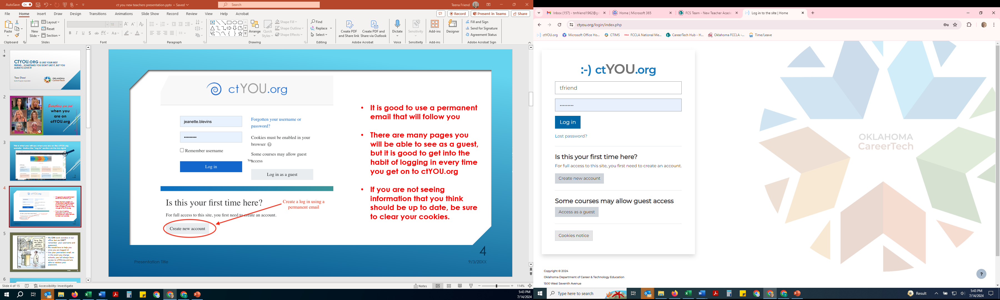 AutoSave On ct you new teachers presentation.pptx • Saved Search Teena Friend
File Home Insert Draw Design Transitions Animations Slide Show Record Review View Help Acrobat Record Present in Teams Share
Paste New Slide Layout Reset Section 18 Arrange Quick Styles Shape Fill Shape Outline Shape Effects Find Replace Select Create PDF and Share link Create PDF and Share via Outlook Dictate Sensitivity Add-ins Designer Fill and Sign Send for Signature Agreement Status
Clipboard Slides Font Paragraph Drawing Editing Adobe Acrobat Voice Sensitivity Add-ins Adobe Acrobat Sign
1
CTYOU.ORG IS LIKE YOUR BEST
FRIEND....SOMETIMES YOU DON'T LIKE IT, BUT YOU
ALWAYS LOVE IT!
Teena Friend
OKLAHOMA
CareerTech
2
Everything you feel
when you
are on
ctYOU.org
3
This is what you will see when you are on the ctYOU.org
website: Notice the "Log in" section on the top right!
4
5
Sorry. Your
user name &
password
don't match.
• We CAN work wonders in our
office, but we CAN'T
remember your username and
password.
• We would love to help you
once you are logged in!
• Use your permanent email, so
in the event you change
schools, you will always have
access to ctYOU.org and are
able to retrieve your
password.
6
ctYOU.org
jeanette.blevins
•••••••••
Remember username
Log in
Forgotten your username or
password?
Cookies must be enabled in your
browser ?
Some courses may allow guest
access
Log in as a guest
Is this your first time here?
For full access to this site, you first need to create an account.
Create new account
Create a log in using a
permanent email
• It is good to use a permanent
email that will follow you
• There are many pages you
will be able to see as a guest,
but it is good to get into the
habit of logging in every time
you get on to ctYOU.org
• If you are not seeing
information that you think
should be up to date, be sure
to clear your cookies.
4
Presentation Title 9/3/20XX
Slide 4 of 15 Accessibility: Investigate Notes 114%
5:43 PM
7/14/2024
Inbox (157) - tmfriend1962@g Home | Microsoft 365 FCS Team - New Teacher Acade Log in to the site | Home
ctyou.org/login/index.php
ctYOU.org Microsoft Office Ho... CTIMS FCCLA National Me... CareerTech Hub - H... Oklahoma FCCLA -... Time/Leave
:-) ctYOU.org
tfriend
•••••••••
Log in
Lost password?
Is this your first time here?
For full access to this site, you first need to create an account.
Create new account
Some courses may allow guest access
Access as a guest
Cookies notice
OKLAHOMA
CareerTech
Copyright © 2024
Oklahoma Department of Career & Technology Education
1500 West Seventh Avenue
?
Type here to search Result
5:43 PM
7/14/2024